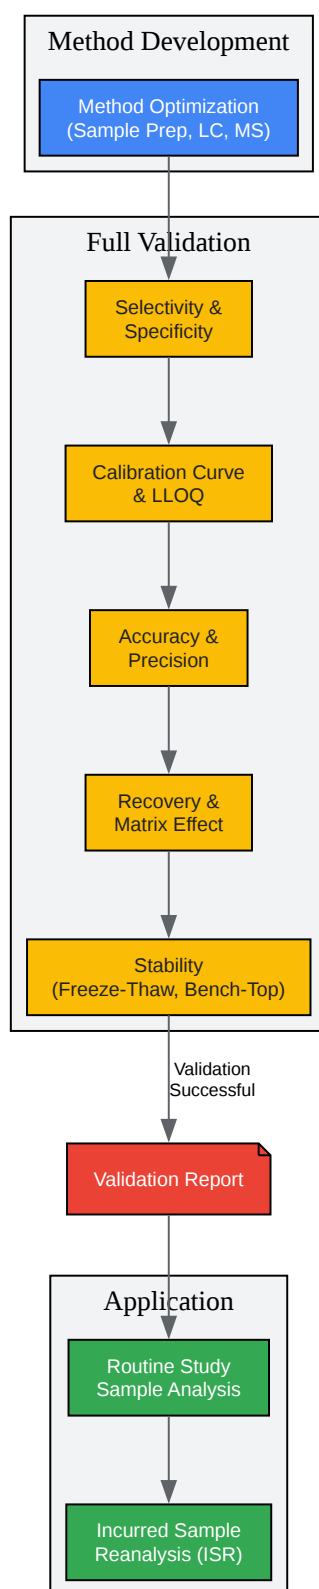 Method Development
Method Optimization
(Sample Prep, LC, MS)
Full Validation
Selectivity &
Specificity
Calibration Curve
& LLOQ
Accuracy &
Precision
Recovery &
Matrix Effect
Stability
(Freeze-Thaw, Bench-Top)
Validation
Successful
Validation Report
Application
Routine Study
Sample Analysis
Incurred Sample
Reanalysis (ISR)